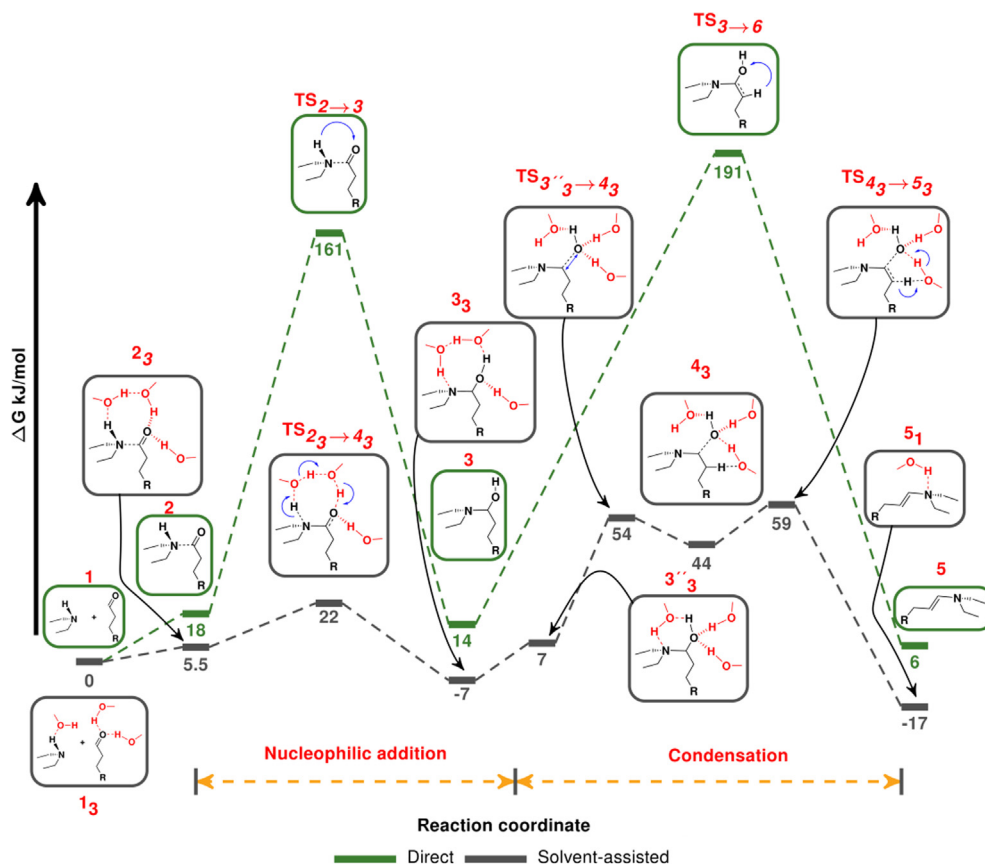 TS3→6
191
TS2→3
161
TS3″3→43
TS43→53
ΔG kJ/mol
33
23
43
TS23→43
51
3
2
1
54
59
44
5
3″3
22
18
14
7
5.5
6
0
-7
-17
13
Nucleophilic addition
Condensation
Reaction coordinate
Direct
Solvent-assisted